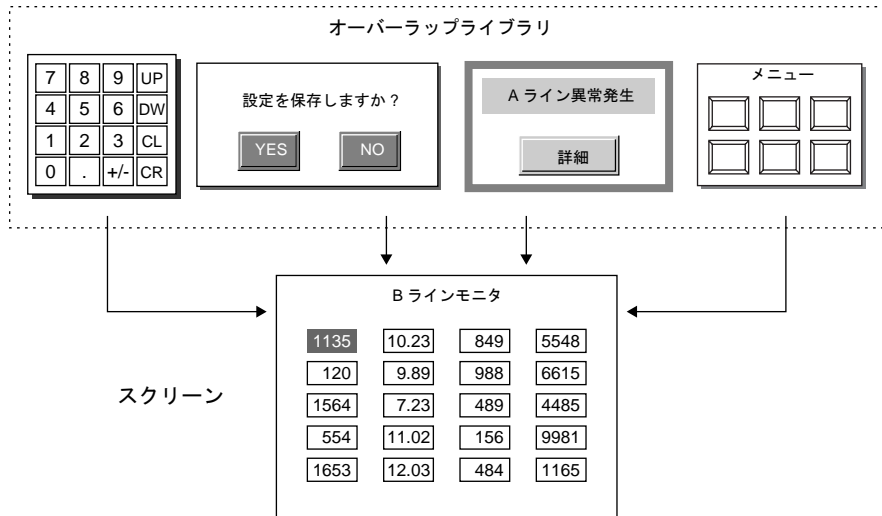 オーバーラップライブラリ
7 8 9 UP
4 5 6 DW
1 2 3 CL
0 . +/- CR
設定を保存しますか？
YES NO
A ライン異常発生
詳細
メニュー
B ラインモニタ
1135 10.23 849 5548
120 9.89 988 6615
1564 7.23 489 4485
554 11.02 156 9981
1653 12.03 484 1165
スクリーン